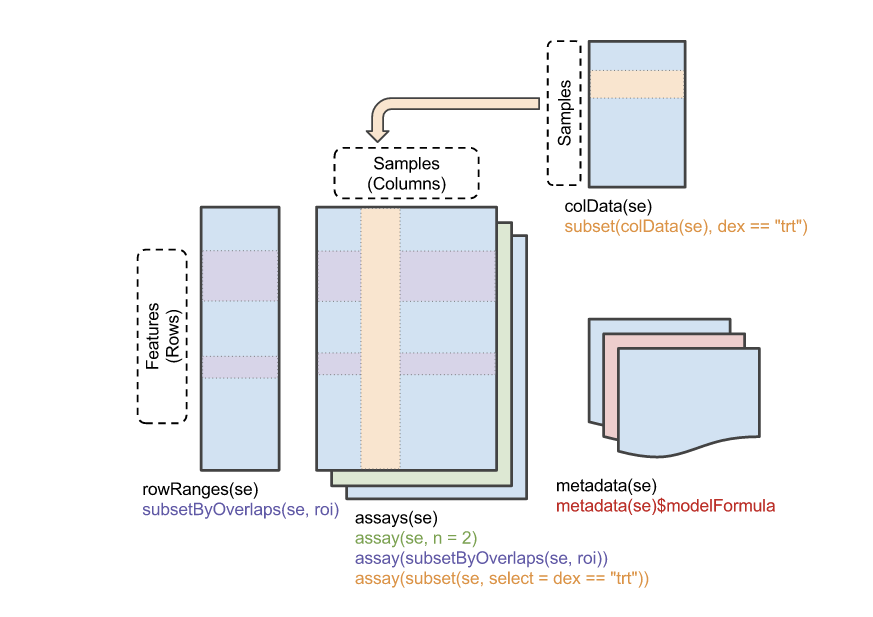 Samples
colData(se)
subset(colData(se), dex == "trt")
Samples
(Columns)
Features
(Rows)
rowRanges(se)
subsetByOverlaps(se, roi)
assays(se)
assay(se, n = 2)
assay(subsetByOverlaps(se, roi))
assay(subset(se, select = dex == "trt"))
metadata(se)
metadata(se)$modelFormula